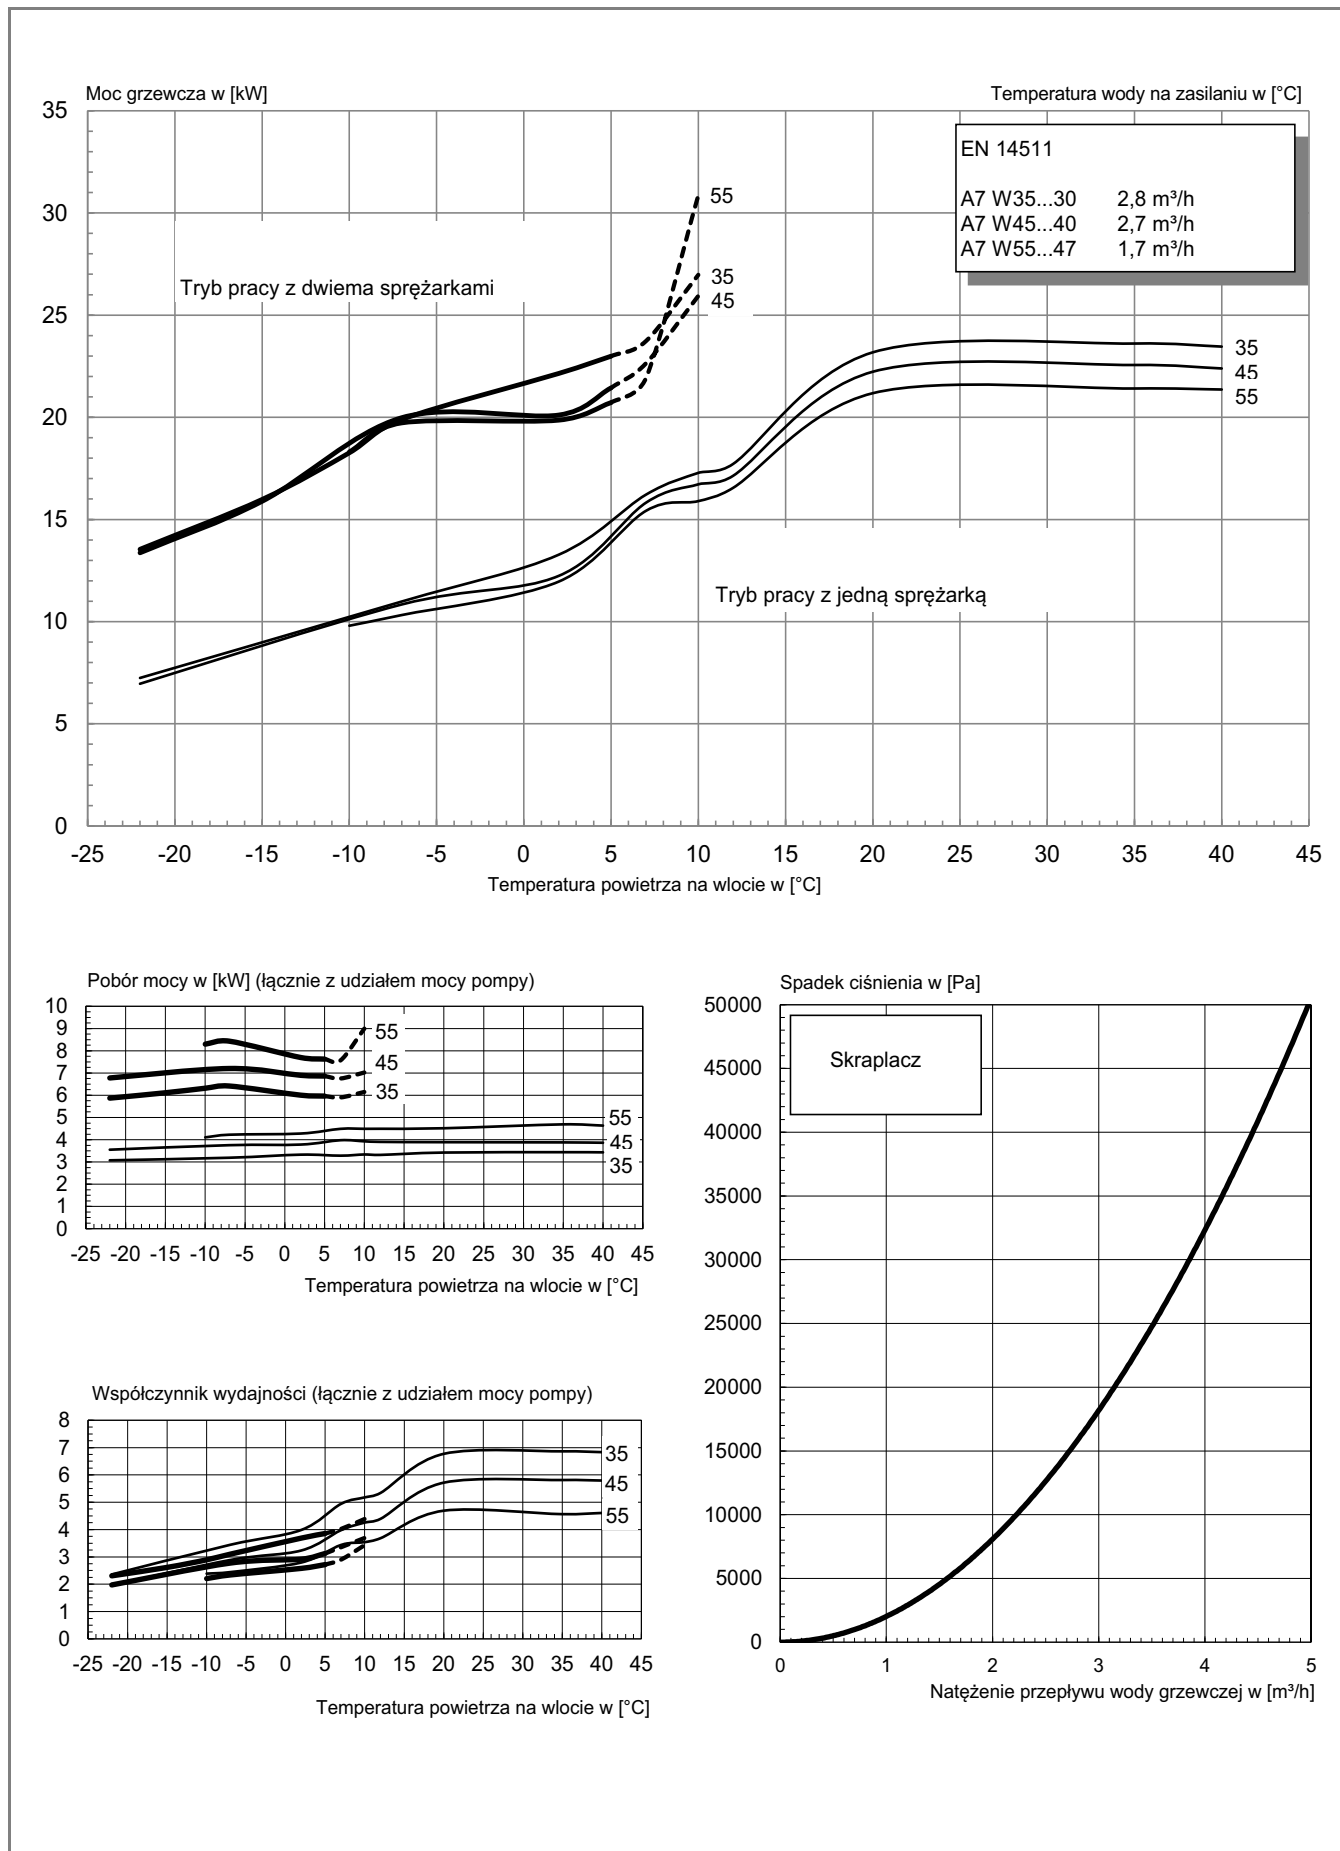 Moc grzewcza w [kW]
Temperatura wody na zasilaniu w [°C]
35
30
25
20
15
10
5
0
EN 14511
A7 W35...30 2,8 m³/h
A7 W45...40 2,7 m³/h
A7 W55...47 1,7 m³/h
Tryb pracy z dwiema sprężarkami
55
35
45
35
45
55
Tryb pracy z jedną sprężarką
-25 -20 -15 -10 -5 0 5 10 15 20 25 30 35 40 45
Temperatura powietrza na wlocie w [°C]
Pobór mocy w [kW] (łącznie z udziałem mocy pompy)
10
9
8
7
6
5
4
3
2
1
0
55
45
35
55
45
35
-25 -20 -15 -10 -5 0 5 10 15 20 25 30 35 40 45
Temperatura powietrza na wlocie w [°C]
Współczynnik wydajności (łącznie z udziałem mocy pompy)
8
7
6
5
4
3
2
1
0
35
45
55
-25 -20 -15 -10 -5 0 5 10 15 20 25 30 35 40 45
Temperatura powietrza na wlocie w [°C]
Spadek ciśnienia w [Pa]
50000
45000
40000
35000
30000
25000
20000
15000
10000
5000
0
Skraplacz
0 1 2 3 4 5
Natężenie przepływu wody grzewczej w [m³/h]